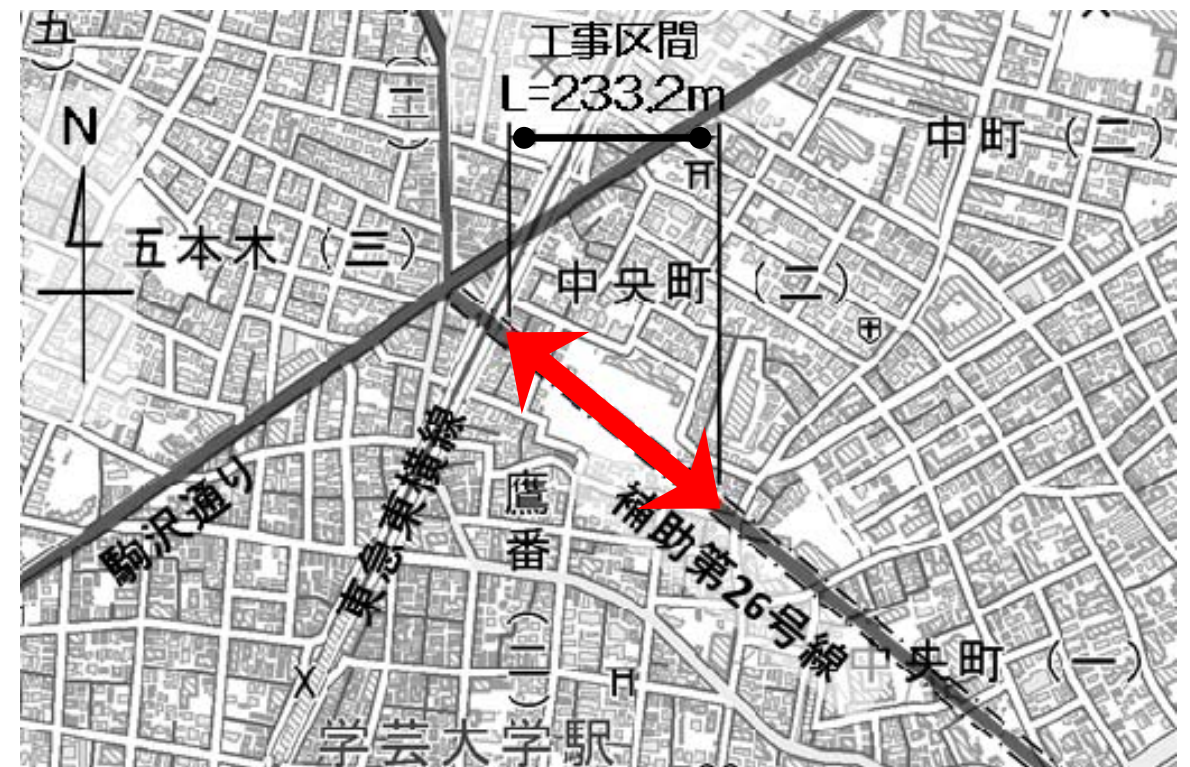 五）
（二）
工事区間
L=233.2m
N
中町（二）
五本木（三）
中央町（二）
鷹番（二）
駒沢通り
東急東横線
補助第26号線
央町（一）
学芸大学駅